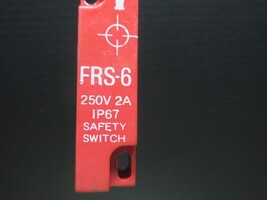 FRS-6
250V 2A
IP67
SAFETY
SWITCH